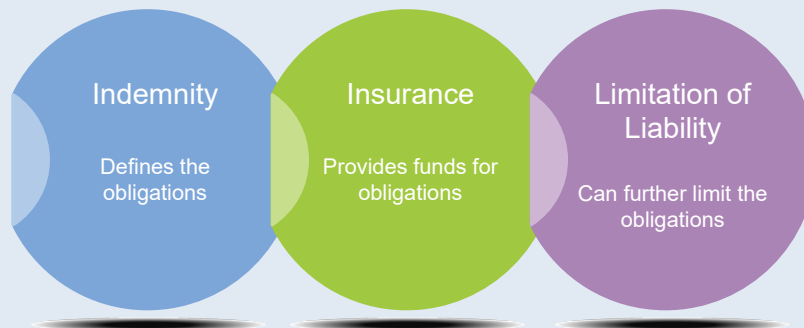 Indemnity
Defines the
obligations
Insurance
Provides funds for
obligations
Limitation of
Liability
Can further limit the
obligations